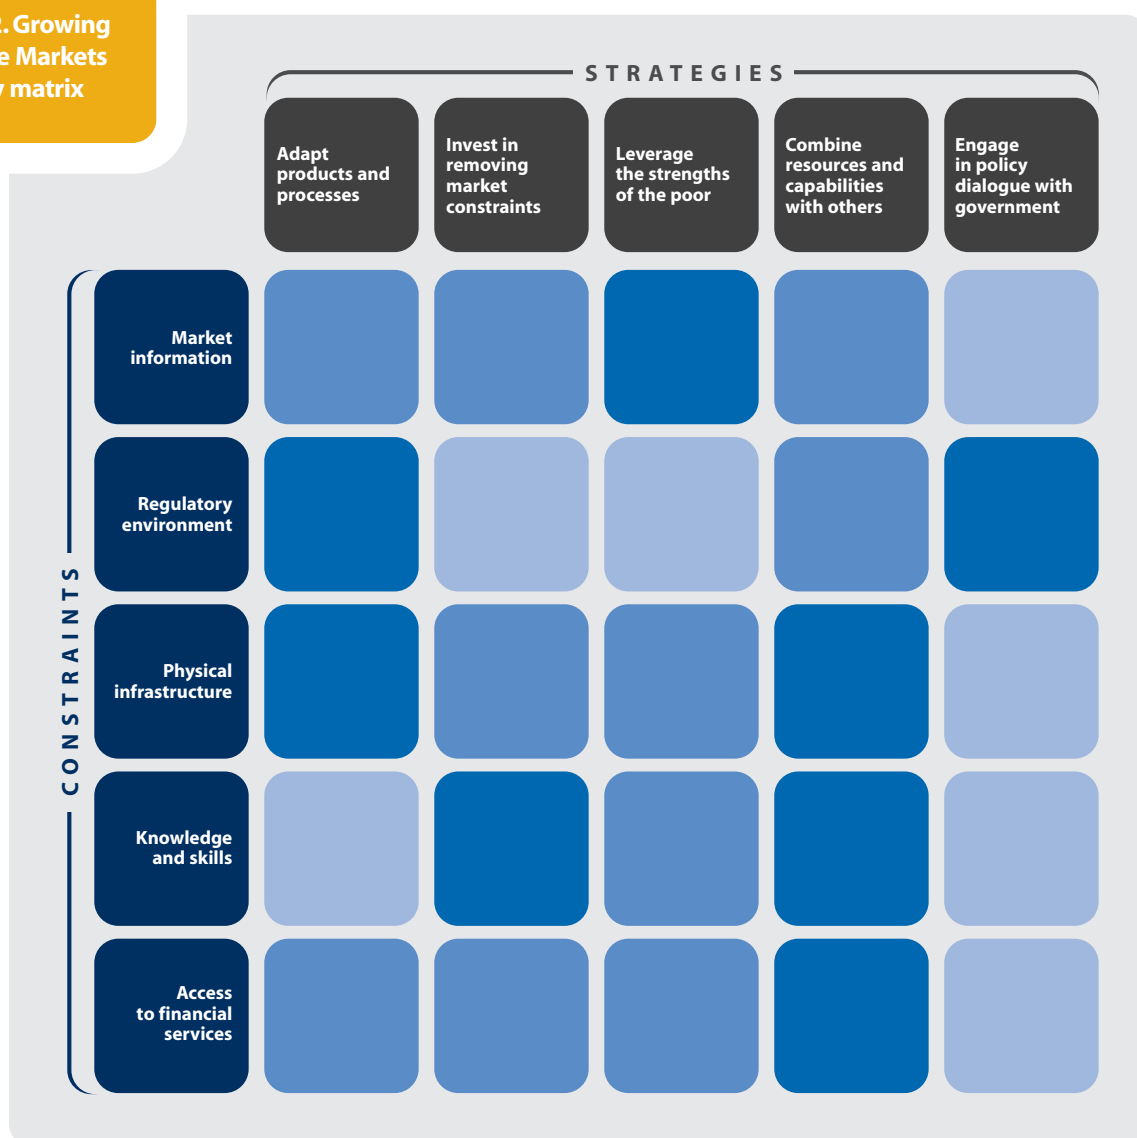 2. Growing
e Markets
y matrix
STRATEGIES
Adapt
products and
processes
Invest in
removing
market
constraints
Leverage
the strengths
of the poor
Combine
resources and
capabilities
with others
Engage
in policy
dialogue with
government
CONSTRAINTS
Market
information
Regulatory
environment
Physical
infrastructure
Knowledge
and skills
Access
to financial
services